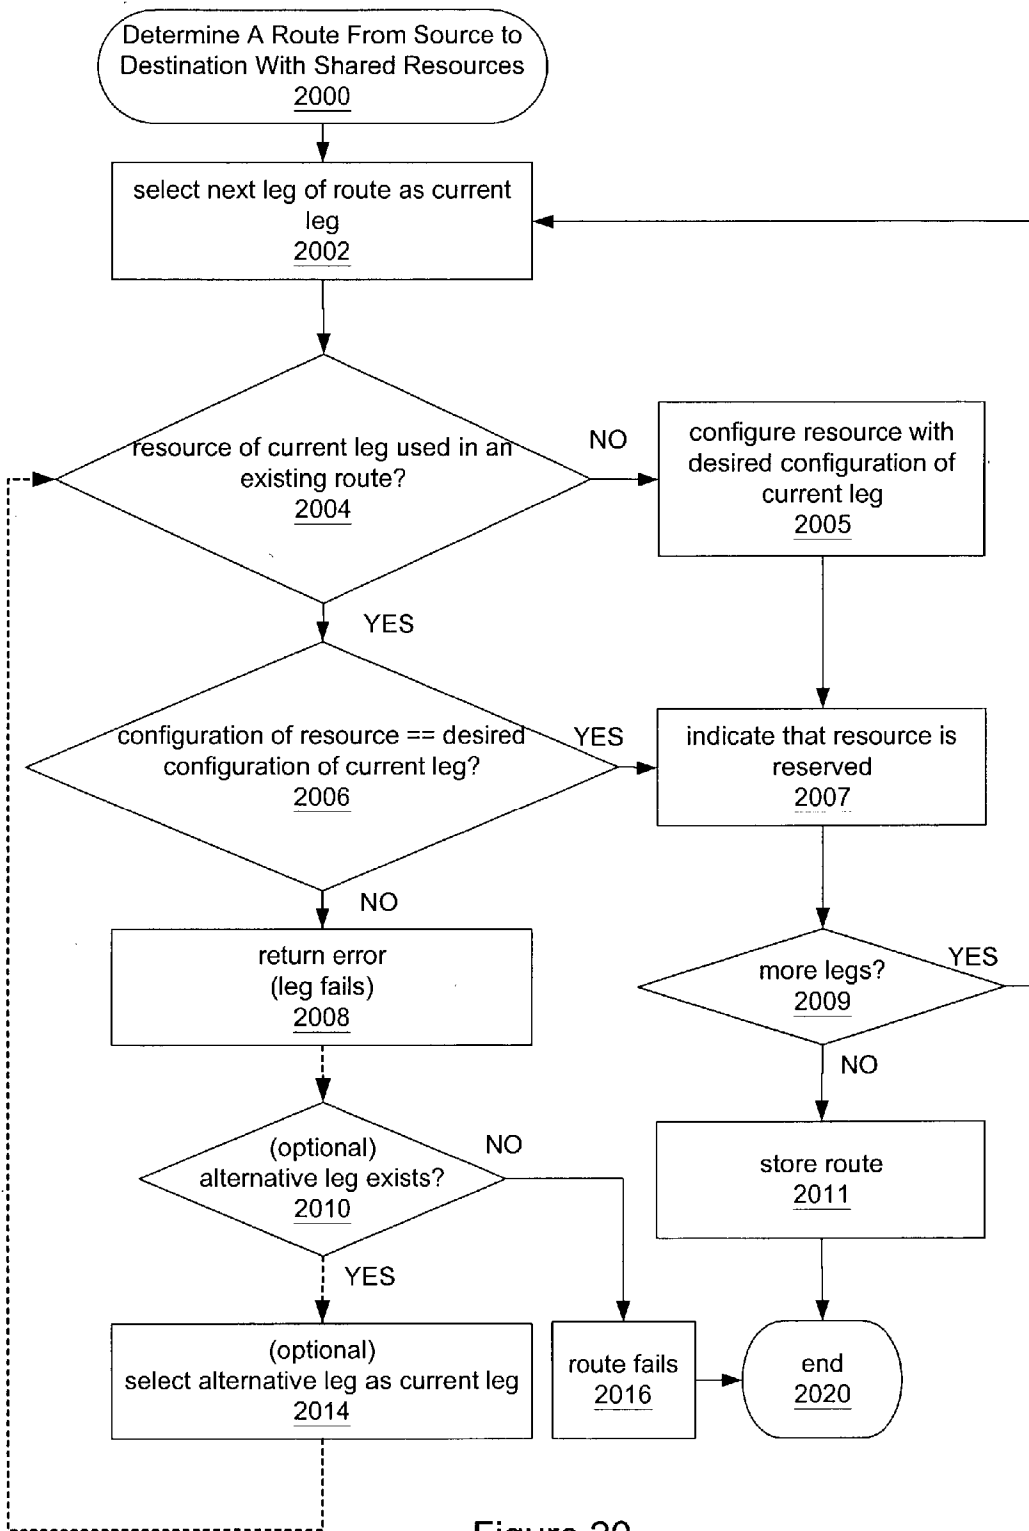 Determine A Route From Source to
Destination With Shared Resources
2000
select next leg of route as current
leg
2002
resource of current leg used in an
existing route?
2004
NO
configure resource with
desired configuration of
current leg
2005
YES
configuration of resource == desired
configuration of current leg?
2006
YES
indicate that resource is
reserved
2007
NO
return error
(leg fails)
2008
more legs?
2009
YES
NO
(optional)
alternative leg exists?
2010
NO
YES
store route
2011
(optional)
select alternative leg as current leg
2014
route fails
2016
end
2020
Figure 20